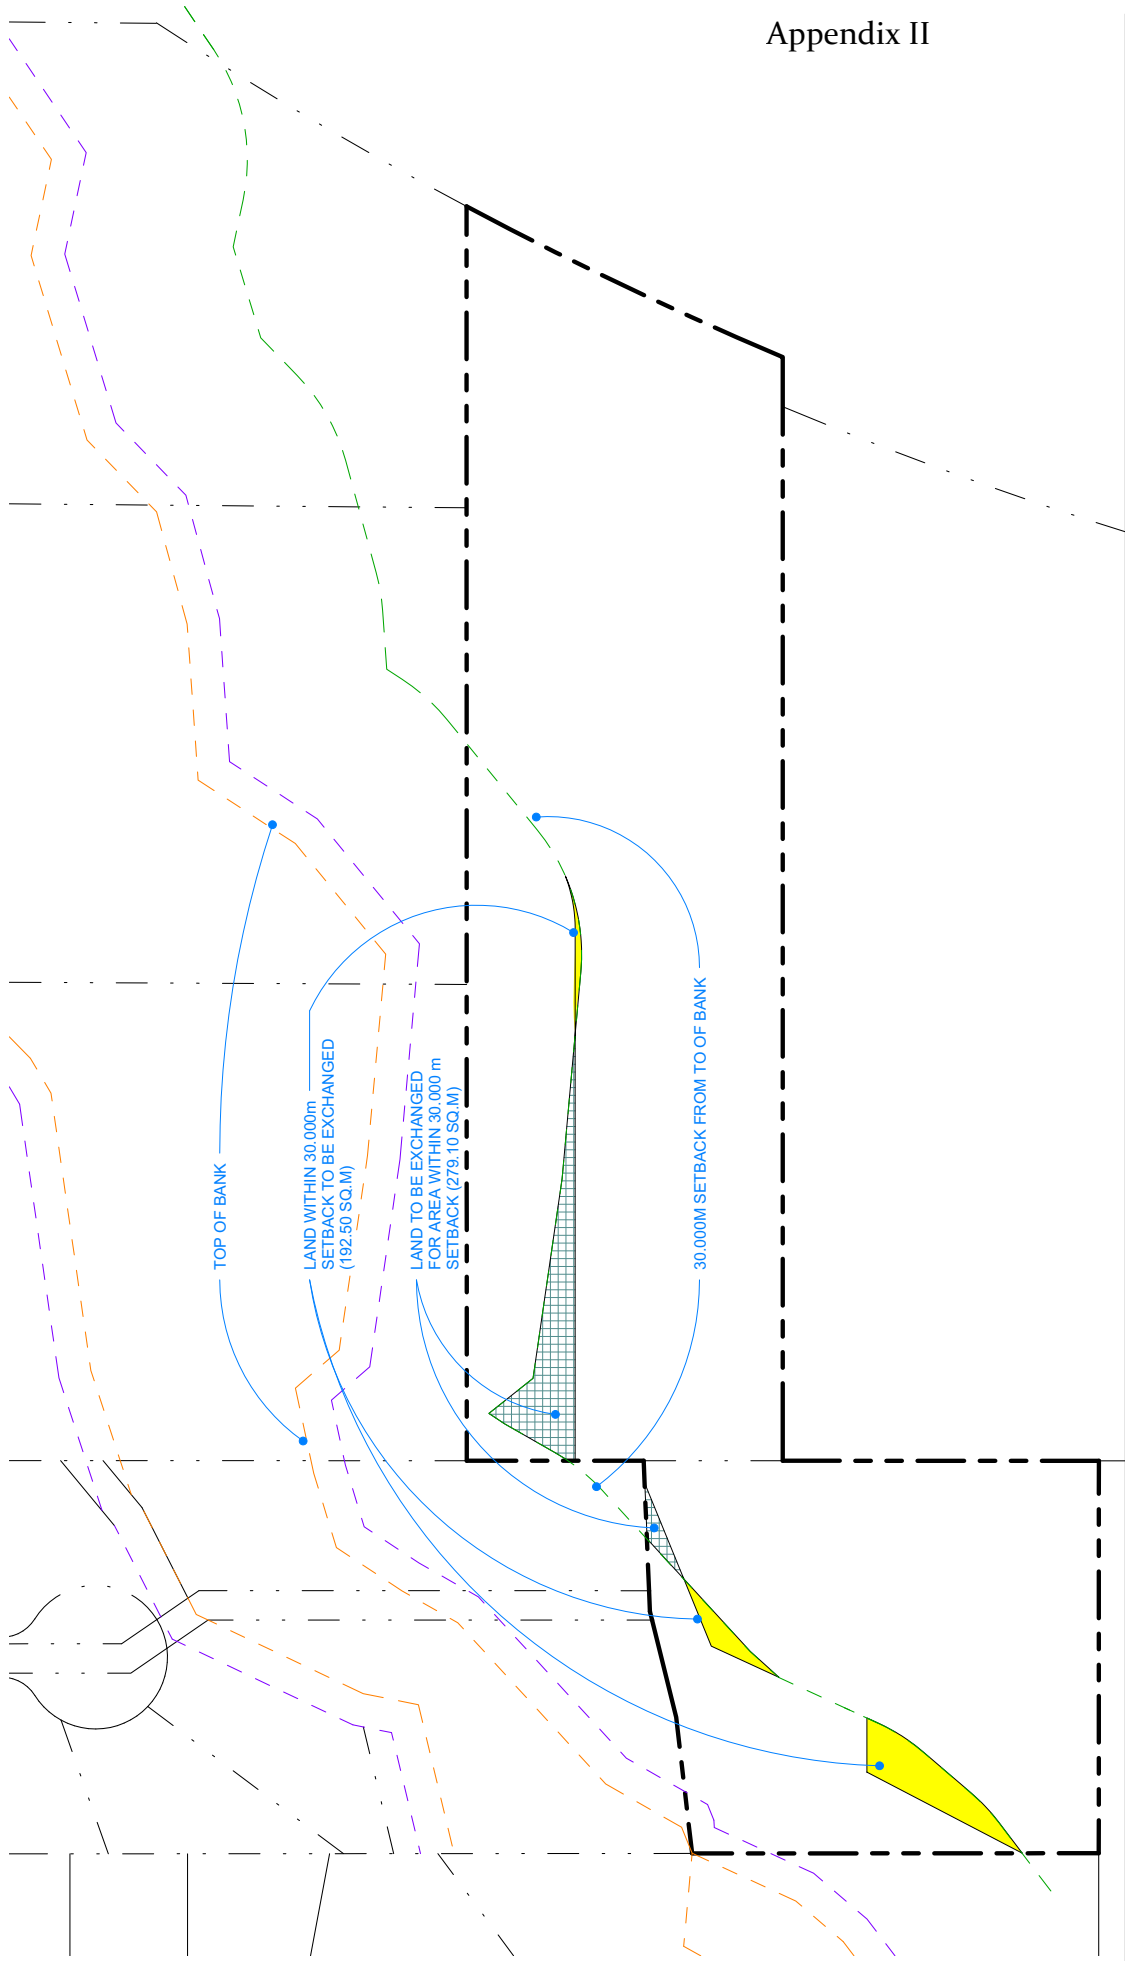 Appendix II
TOP OF BANK
LAND WITHIN 30.000m
SETBACK TO BE EXCHANGED
(192.50 SQ.M)
LAND TO BE EXCHANGED
FOR AREA WITHIN 30.000 m
SETBACK (279.10 SQ.M)
30.000M SETBACK FROM TO OF BANK